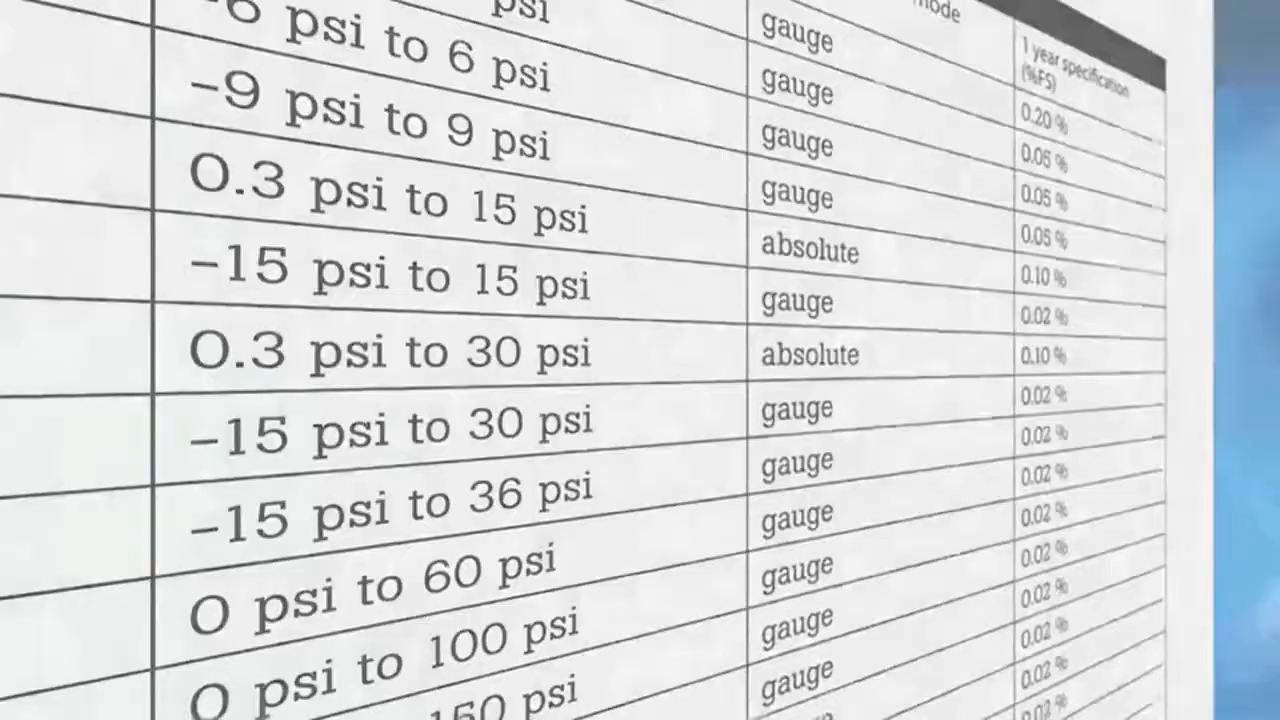 mode
1 year specification
(%FS)
gauge 0.20 %
psi gauge 0.05 %
-6 psi to 6 psi gauge 0.05 %
–9 psi to 9 psi gauge 0.05 %
0.3 psi to 15 psi absolute 0.10 %
–15 psi to 15 psi gauge 0.02 %
0.3 psi to 30 psi absolute 0.10 %
–15 psi to 30 psi gauge 0.02 %
–15 psi to 36 psi gauge 0.02 %
0 psi to 60 psi gauge 0.02 %
0 psi to 100 psi gauge 0.02 %
150 psi gauge 0.02 %
gauge 0.02 %
0.02 %
0.02 %
0.02 %